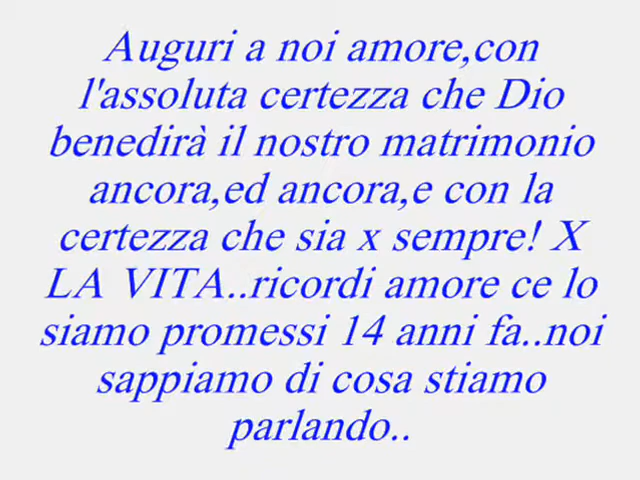 Auguri a noi amore,con
l'assoluta certezza che Dio
benedirà il nostro matrimonio
ancora,ed ancora,e con la
certezza che sia x sempre! X
LA VITA..ricordi amore ce lo
siamo promessi 14 anni fa..noi
sappiamo di cosa stiamo
parlando..